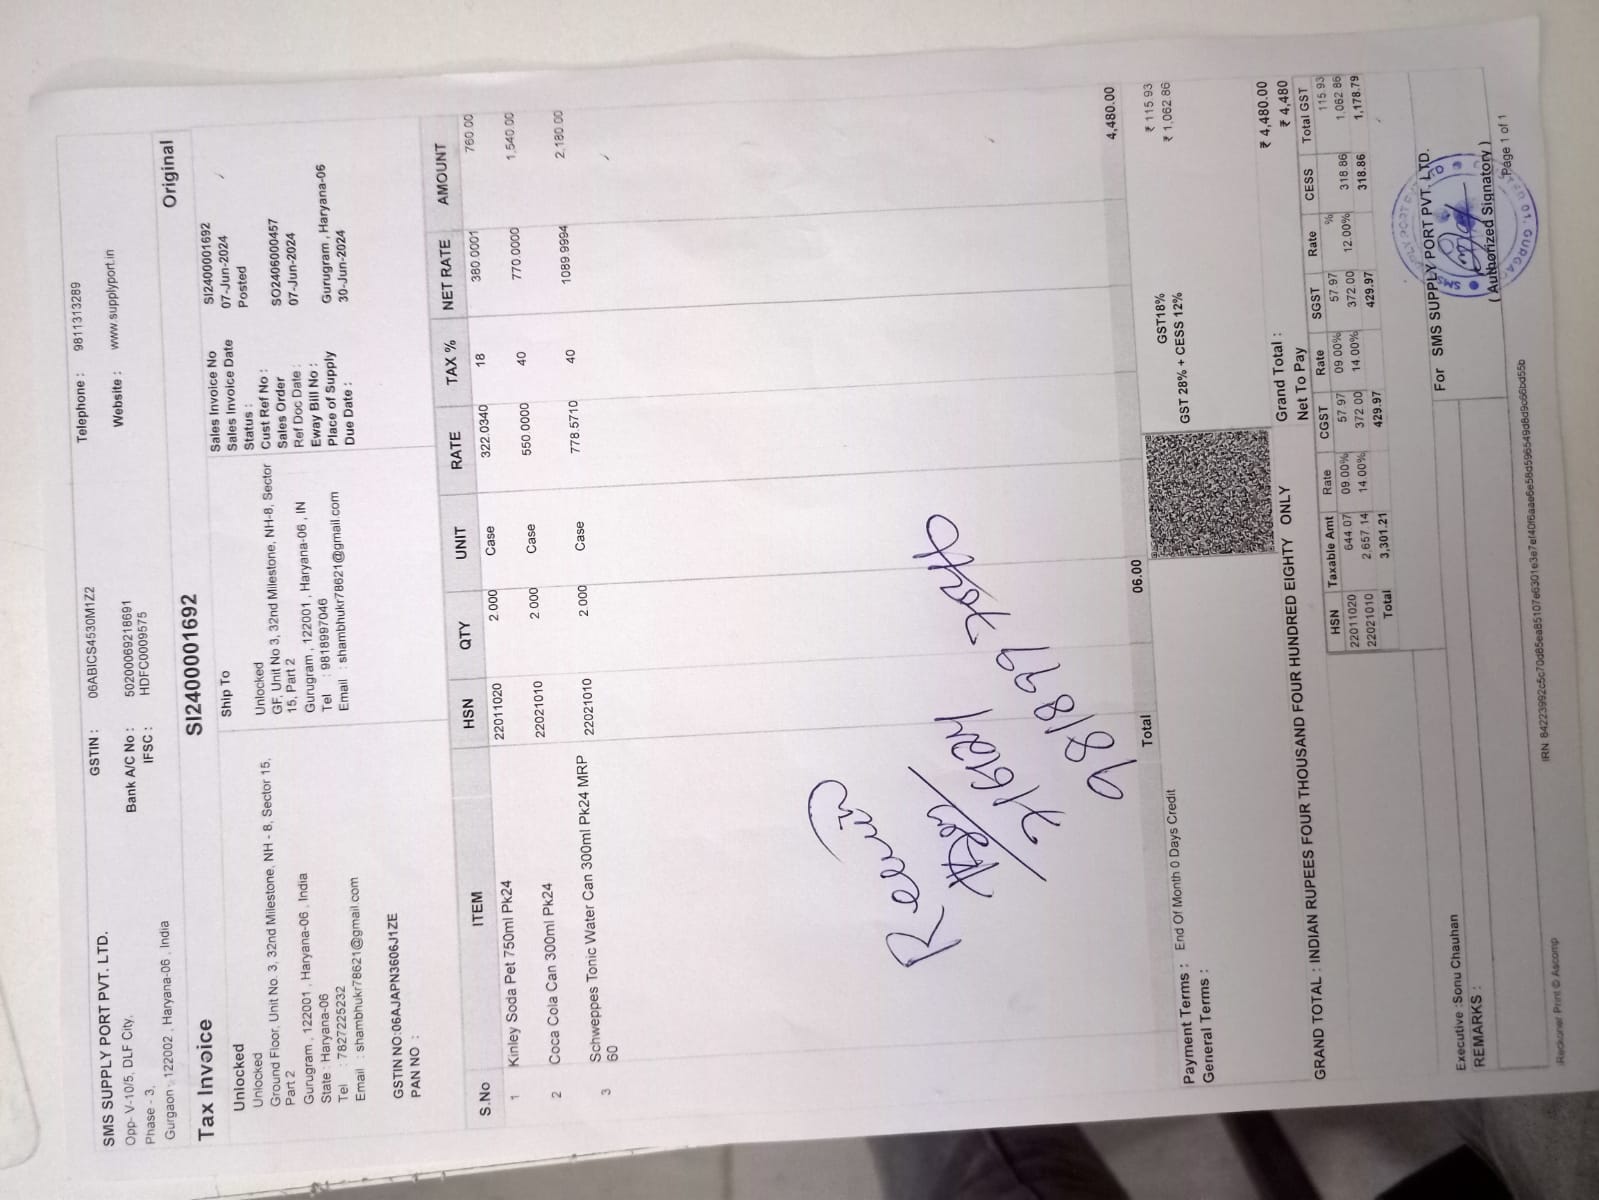 SMS SUPPLY PORT PVT. LTD.
Opp- V-10/5, DLF City,
Phase - 3,
Gurgaon - 122002 , Haryana-06 , India
GSTIN : 06ABICS4530M1Z2
Bank A/C No : 50200069218691
IFSC : HDFC0009575
Telephone : 9811313289
Website : www.supplyport.in
Tax Invoice SI2400001692 Original
Unlocked
Unlocked
Ground Floor, Unit No. 3, 32nd Milestone, NH - 8, Sector 15,
Part 2
Gurugram , 122001 , Haryana-06 , India
State : Haryana-06
Tel : 7827225232
Email : shambhukr78621@gmail.com
GSTIN NO:06AJAPN3606J1ZE
PAN NO :
Ship To
Unlocked
GF, Unit No 3, 32nd Milestone, NH-8, Sector
15, Part 2
Gurugram , 122001 , Haryana-06 , IN
Tel : 9818997046
Email : shambhukr78621@gmail.com
Sales Invoice No SI2400001692
Sales Invoice Date 07-Jun-2024
Status : Posted
Cust Ref No :
Sales Order SO2406000457
Ref Doc Date : 07-Jun-2024
Eway Bill No :
Place of Supply Gurugram , Haryana-06
Due Date : 30-Jun-2024
S.No ITEM HSN QTY UNIT RATE TAX % NET RATE AMOUNT
1 Kinley Soda Pet 750ml Pk24 22011020 2.000 Case 322.0340 18 380.0001 760.00
2 Coca Cola Can 300ml Pk24 22021010 2.000 Case 550.0000 40 770.0000 1,540.00
3 Schweppes Tonic Water Can 300ml Pk24 MRP 22021010 2.000 Case 778.5710 40 1089.9994 2,180.00
60
7/6/24
9818997046
Total 06.00 4,480.00
Payment Terms : End Of Month 0 Days Credit
General Terms :
GST18% ₹ 115.93
GST 28% + CESS 12% ₹ 1,062.86
Grand Total : ₹ 4,480.00
Net To Pay ₹ 4,480
GRAND TOTAL : INDIAN RUPEES FOUR THOUSAND FOUR HUNDRED EIGHTY ONLY
HSN Taxable Amt Rate CGST Rate SGST Rate CESS Total GST
22011020 644.07 09.00% 57.97 09.00% 57.97 % 115.93
22021010 2,657.14 14.00% 372.00 14.00% 372.00 12.00% 318.86 1,062.86
Total 3,301.21 429.97 429.97 318.86 1,178.79
For SMS SUPPLY PORT PVT. LTD.
( Authorized Signatory )
Executive :Sonu Chauhan
REMARKS :
Page 1 of 1
Reckoner Print © Ascomp